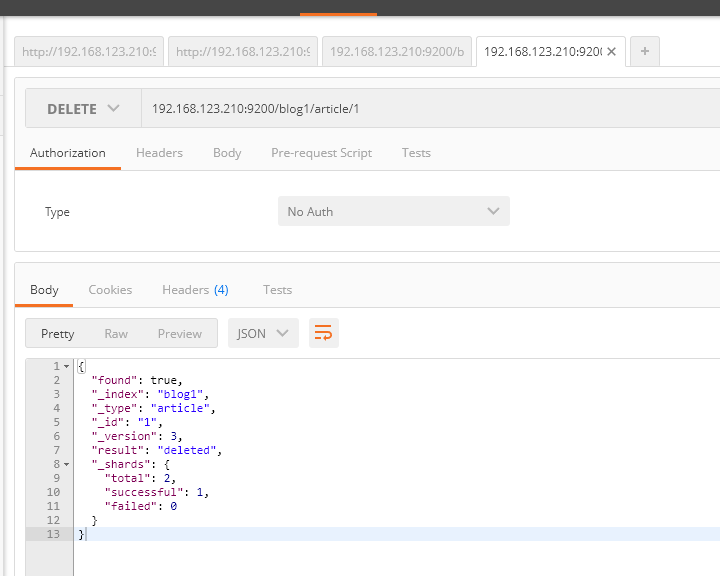 http://192.168.123.210:9 http://192.168.123.210:9 192.168.123.210:9200/b 192.168.123.210:920( × +
DELETE 192.168.123.210:9200/blog1/article/1
Authorization Headers Body Pre-request Script Tests
Type No Auth
Body Cookies Headers (4) Tests
Pretty Raw Preview JSON
1 {
2 "found": true,
3 "_index": "blog1",
4 "_type": "article",
5 "_id": "1",
6 "_version": 3,
7 "result": "deleted",
8 "_shards": {
9 "total": 2,
10 "successful": 1,
11 "failed": 0
12 }
13 }